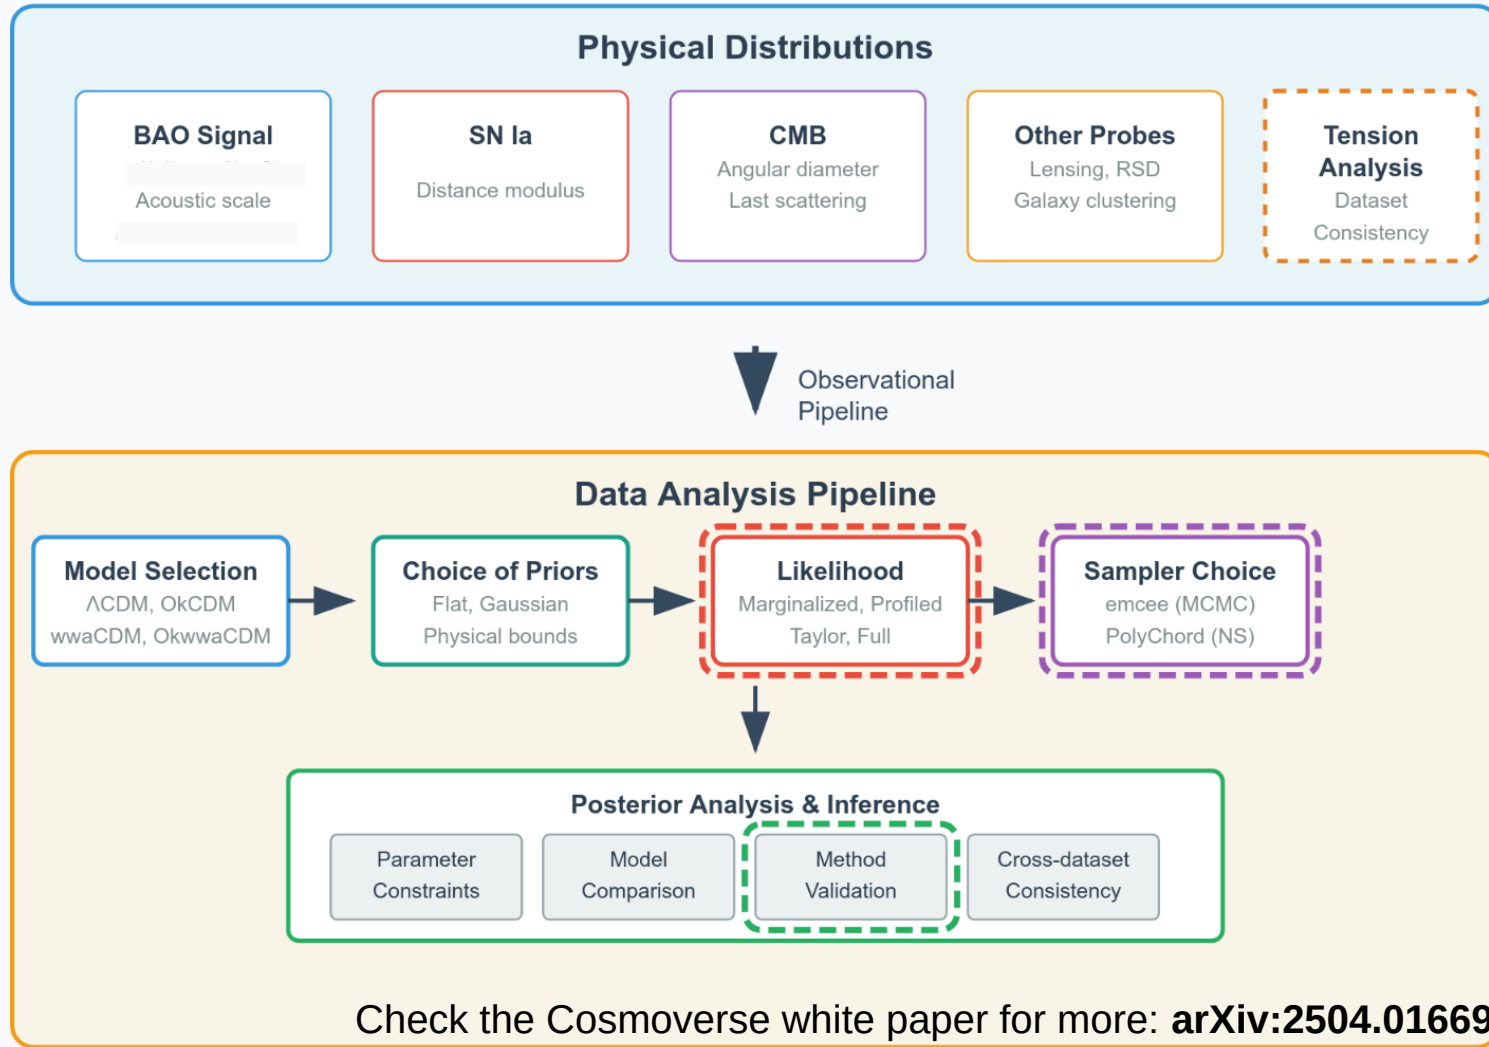 Physical Distributions
BAO Signal
Acoustic scale
SN Ia
Distance modulus
CMB
Angular diameter
Last scattering
Other Probes
Lensing, RSD
Galaxy clustering
Tension
Analysis
Dataset
Consistency
Observational
Pipeline
Data Analysis Pipeline
Model Selection
ΛCDM, OkCDM
wwaCDM, OkwwaCDM
Choice of Priors
Flat, Gaussian
Physical bounds
Likelihood
Marginalized, Profiled
Taylor, Full
Sampler Choice
emcee (MCMC)
PolyChord (NS)
Posterior Analysis & Inference
Parameter
Constraints
Model
Comparison
Method
Validation
Cross-dataset
Consistency
Check the Cosmoverse white paper for more: arXiv:2504.01669